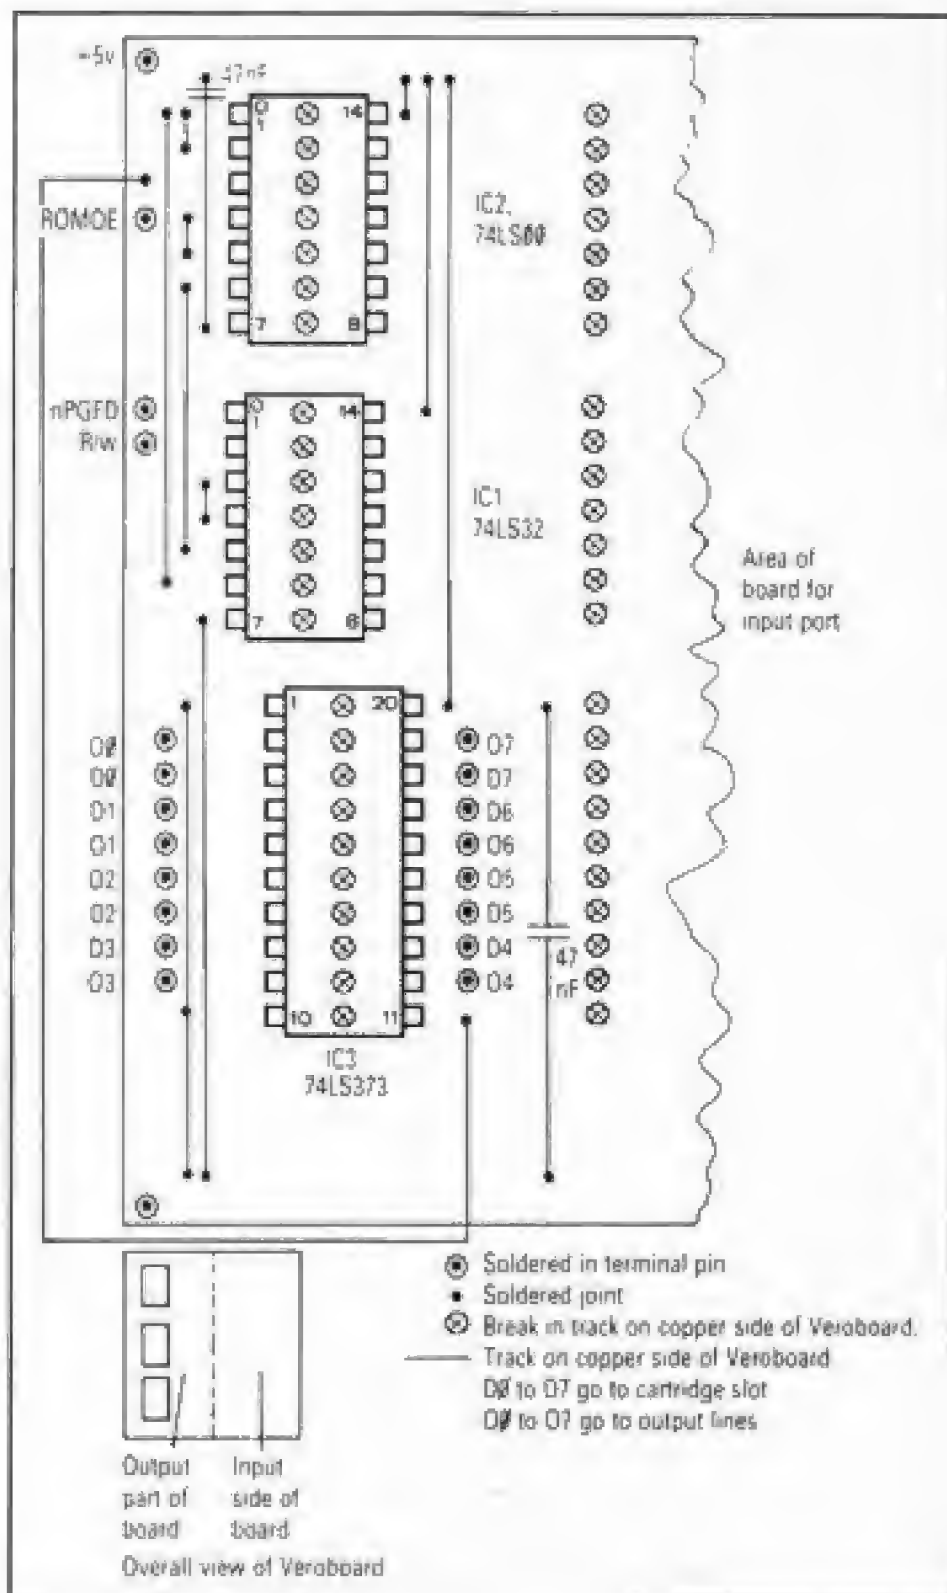 +5v
47nF
1
14
7
8
IC2,
74LS00
ROMOE
nPGFD
R/w
1
14
7
8
IC1
74LS32
Area of
board for
input port
1
20
10
11
O0
D0
D1
O1
O2
D2
D3
O3
O7
D7
D6
O6
O5
D5
D4
O4
47
nF
IC3
74LS373
Soldered in terminal pin
Soldered joint
Break in track on copper side of Veroboard.
Track on copper side of Veroboard
D0 to D7 go to cartridge slot
O0 to O7 go to output lines
Output
part of
board
Input
side of
board
Overall view of Veroboard